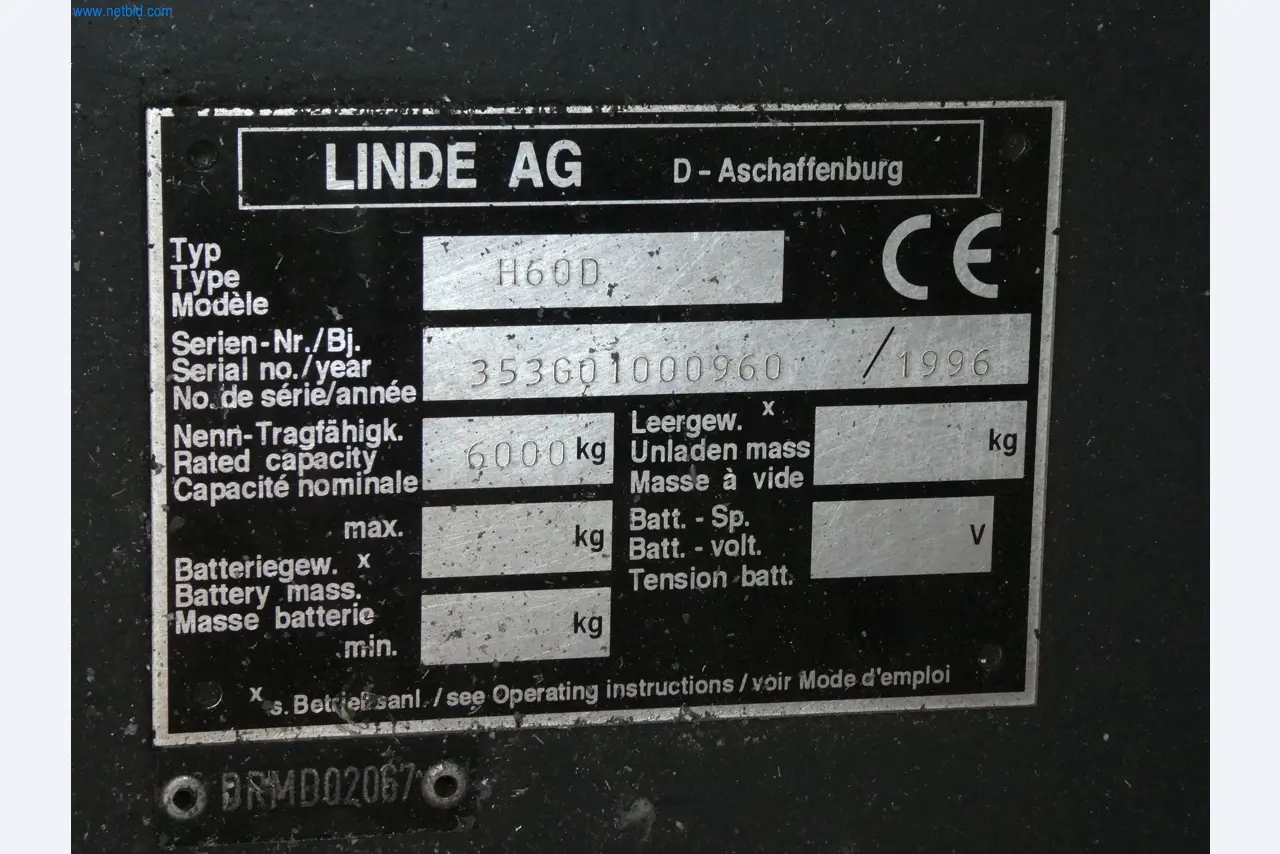 www.netbid.com
LINDE AG D - Aschaffenburg
CE
Typ
Type
Modèle
H60D
Serien-Nr./Bj.
Serial no./year
No. de série/année
353G01000960 / 1996
Nenn-Tragfähigk.
Rated capacity
Capacité nominale
6000 kg
Leergew. x
Unladen mass
Masse à vide
kg
max.
kg
Batt. - Sp.
Batt. - volt.
Tension batt.
V
Batteriegew. x
Battery mass.
Masse batterie
min.
kg
x s. Betriebsanl. / see Operating instructions / voir Mode d'emploi